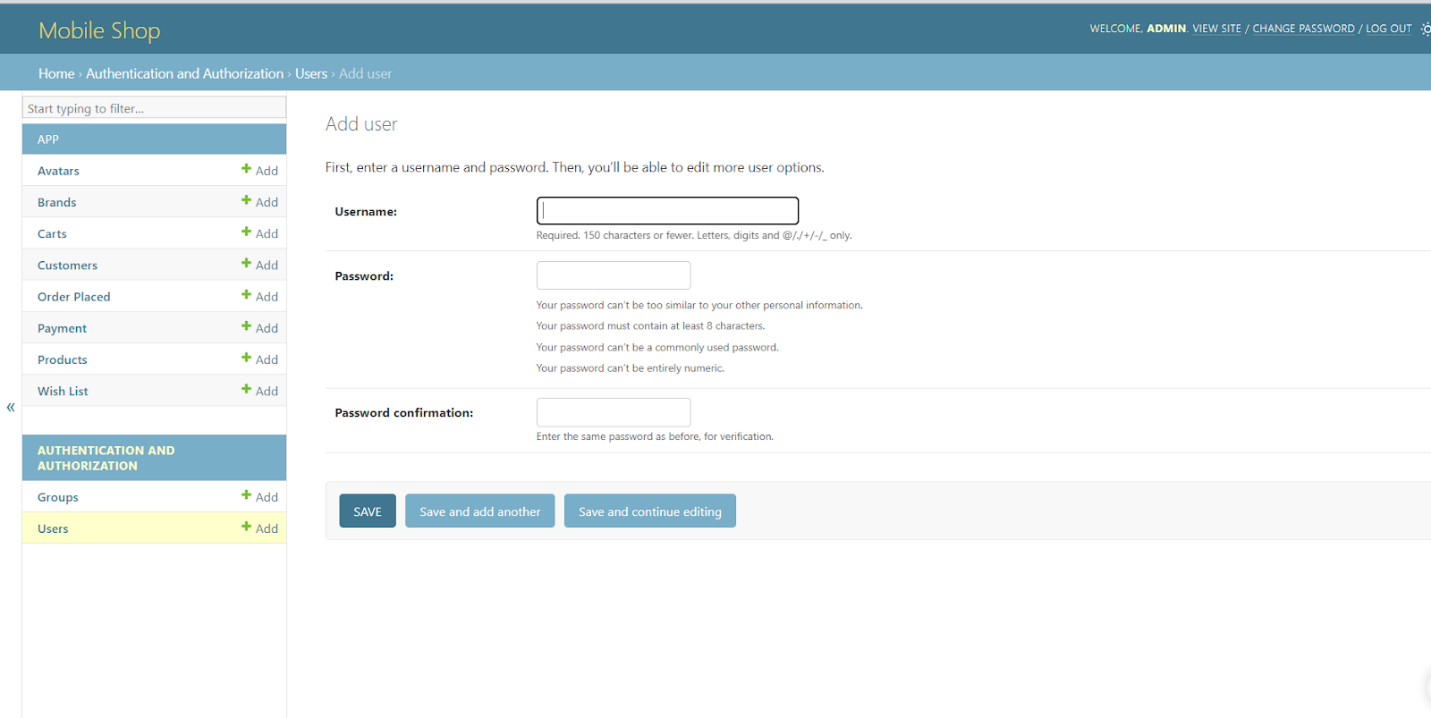 Mobile Shop
WELCOME, ADMIN. VIEW SITE / CHANGE PASSWORD / LOG OUT
Home › Authentication and Authorization › Users › Add user
Start typing to filter...
APP
Avatars + Add
Brands + Add
Carts + Add
Customers + Add
Order Placed + Add
Payment + Add
Products + Add
Wish List + Add
«
AUTHENTICATION AND
AUTHORIZATION
Groups + Add
Users + Add
Add user
First, enter a username and password. Then, you'll be able to edit more user options.
Username:
Required. 150 characters or fewer. Letters, digits and @/./+/-/_ only.
Password:
Your password can't be too similar to your other personal information.
Your password must contain at least 8 characters.
Your password can't be a commonly used password.
Your password can't be entirely numeric.
Password confirmation:
Enter the same password as before, for verification.
SAVE Save and add another Save and continue editing